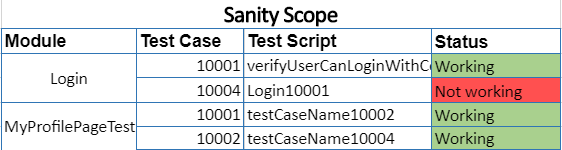 Sanity Scope
Module Test Case Test Script Status
Login 10001 verifyUserCanLoginWithC Working
10004 Login10001 Not working
MyProfilePageTest 10001 testCaseName10002 Working
10002 testCaseName10004 Working